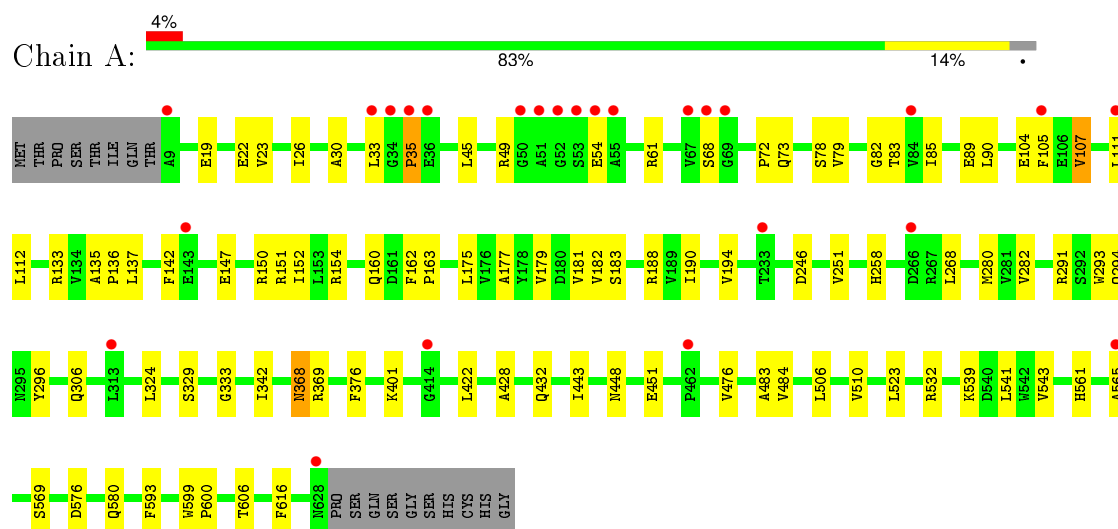 4%
Chain A:
83% 14% •
MET THR PRO SER THR ILE GLN THR A9 E19 E22 V23 I26 A30 L33 G34 P35 E36 L45 R49 G50 A51 G52 S53 E54 A55 R61 V67 S68 G69 P72 Q73 S78 V79 G82 T83 V84 I85 E89 L90 E104 F105 E106 V107 L111
L112 R133 V134 A135 P136 L137 F142 E143 E147 R150 R151 I152 L153 R154 Q160 D161 F162 P163 L175 V176 A177 Y178 V179 D180 V181 V182 S183 R188 V189 I190 V194 T233 D246 V251 H258 D266 R267 L268 M280 V281 V282 R291 S292 W293 Q294
N295 Y296 Q306 L313 L324 S329 G333 I342 N368 R369 F376 K401 G414 L422 A428 Q432 I443 N448 E451 P462 V476 A483 V484 L506 V510 L523 R532 K539 D540 L541 W542 V543 H561 A565
S569 D576 Q580 F593 W599 P600 T606 F616 N628 PRO SER GLN SER GLY SER HIS CYS HIS GLY